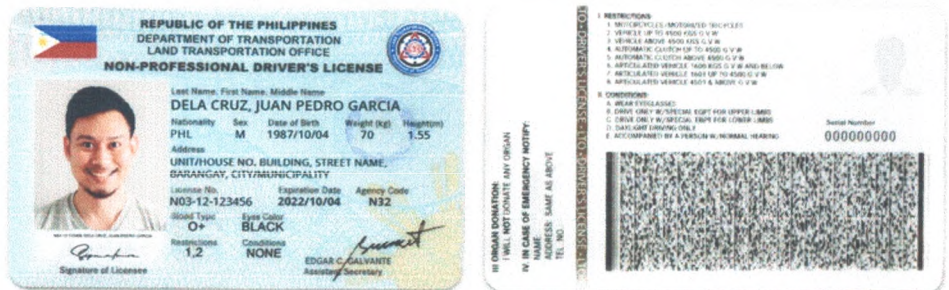 REPUBLIC OF THE PHILIPPINES
DEPARTMENT OF TRANSPORTATION
LAND TRANSPORTATION OFFICE
NON-PROFESSIONAL DRIVER'S LICENSE
Last Name, First Name, Middle Name
DELA CRUZ, JUAN PEDRO GARCIA
Nationality Sex Date of Birth Weight (kg) Height(m)
PHL M 1987/10/04 70 1.55
Address
UNIT/HOUSE NO. BUILDING, STREET NAME,
BARANGAY, CITY/MUNICIPALITY
License No. Expiration Date Agency Code
N03-12-123456 2022/10/04 N32
Blood Type Eyes Color
O+ BLACK
Restrictions Conditions
1,2 NONE
Signature of Licensee
EDGAR C. GALVANTE
Assistant Secretary
III ORGAN DONATION:
I WILL NOT DONATE ANY ORGAN
IV. IN CASE OF EMERGENCY NOTIFY:
NAME:
ADDRESS: SAME AS ABOVE
TEL. NO.
DRIVER'S LICENSE
I. RESTRICTIONS:
1. MOTORCYCLES / MOTORIZED TRICYCLES
2. VEHICLE UP TO 4500 KGS G V W
3. VEHICLE ABOVE 4500 KGS G V W
4. AUTOMATIC CLUTCH UP TO 4500 G V W
5. AUTOMATIC CLUTCH ABOVE 4500 G V W
6. ARTICULATED VEHICLE 1600 KGS G V W AND BELOW
7. ARTICULATED VEHICLE 1601 UP TO 4500 G V W
8. ARTICULATED VEHICLE 4501 & ABOVE G V W
II. CONDITIONS:
A. WEAR EYEGLASSES
B. DRIVE ONLY W/SPECIAL EQPT FOR UPPER LIMBS
C. DRIVE ONLY W/SPECIAL EQPT FOR LOWER LIMBS
D. DAYLIGHT DRIVING ONLY
E. ACCOMPANIED BY A PERSON W/NORMAL HEARING
Serial Number
000000000